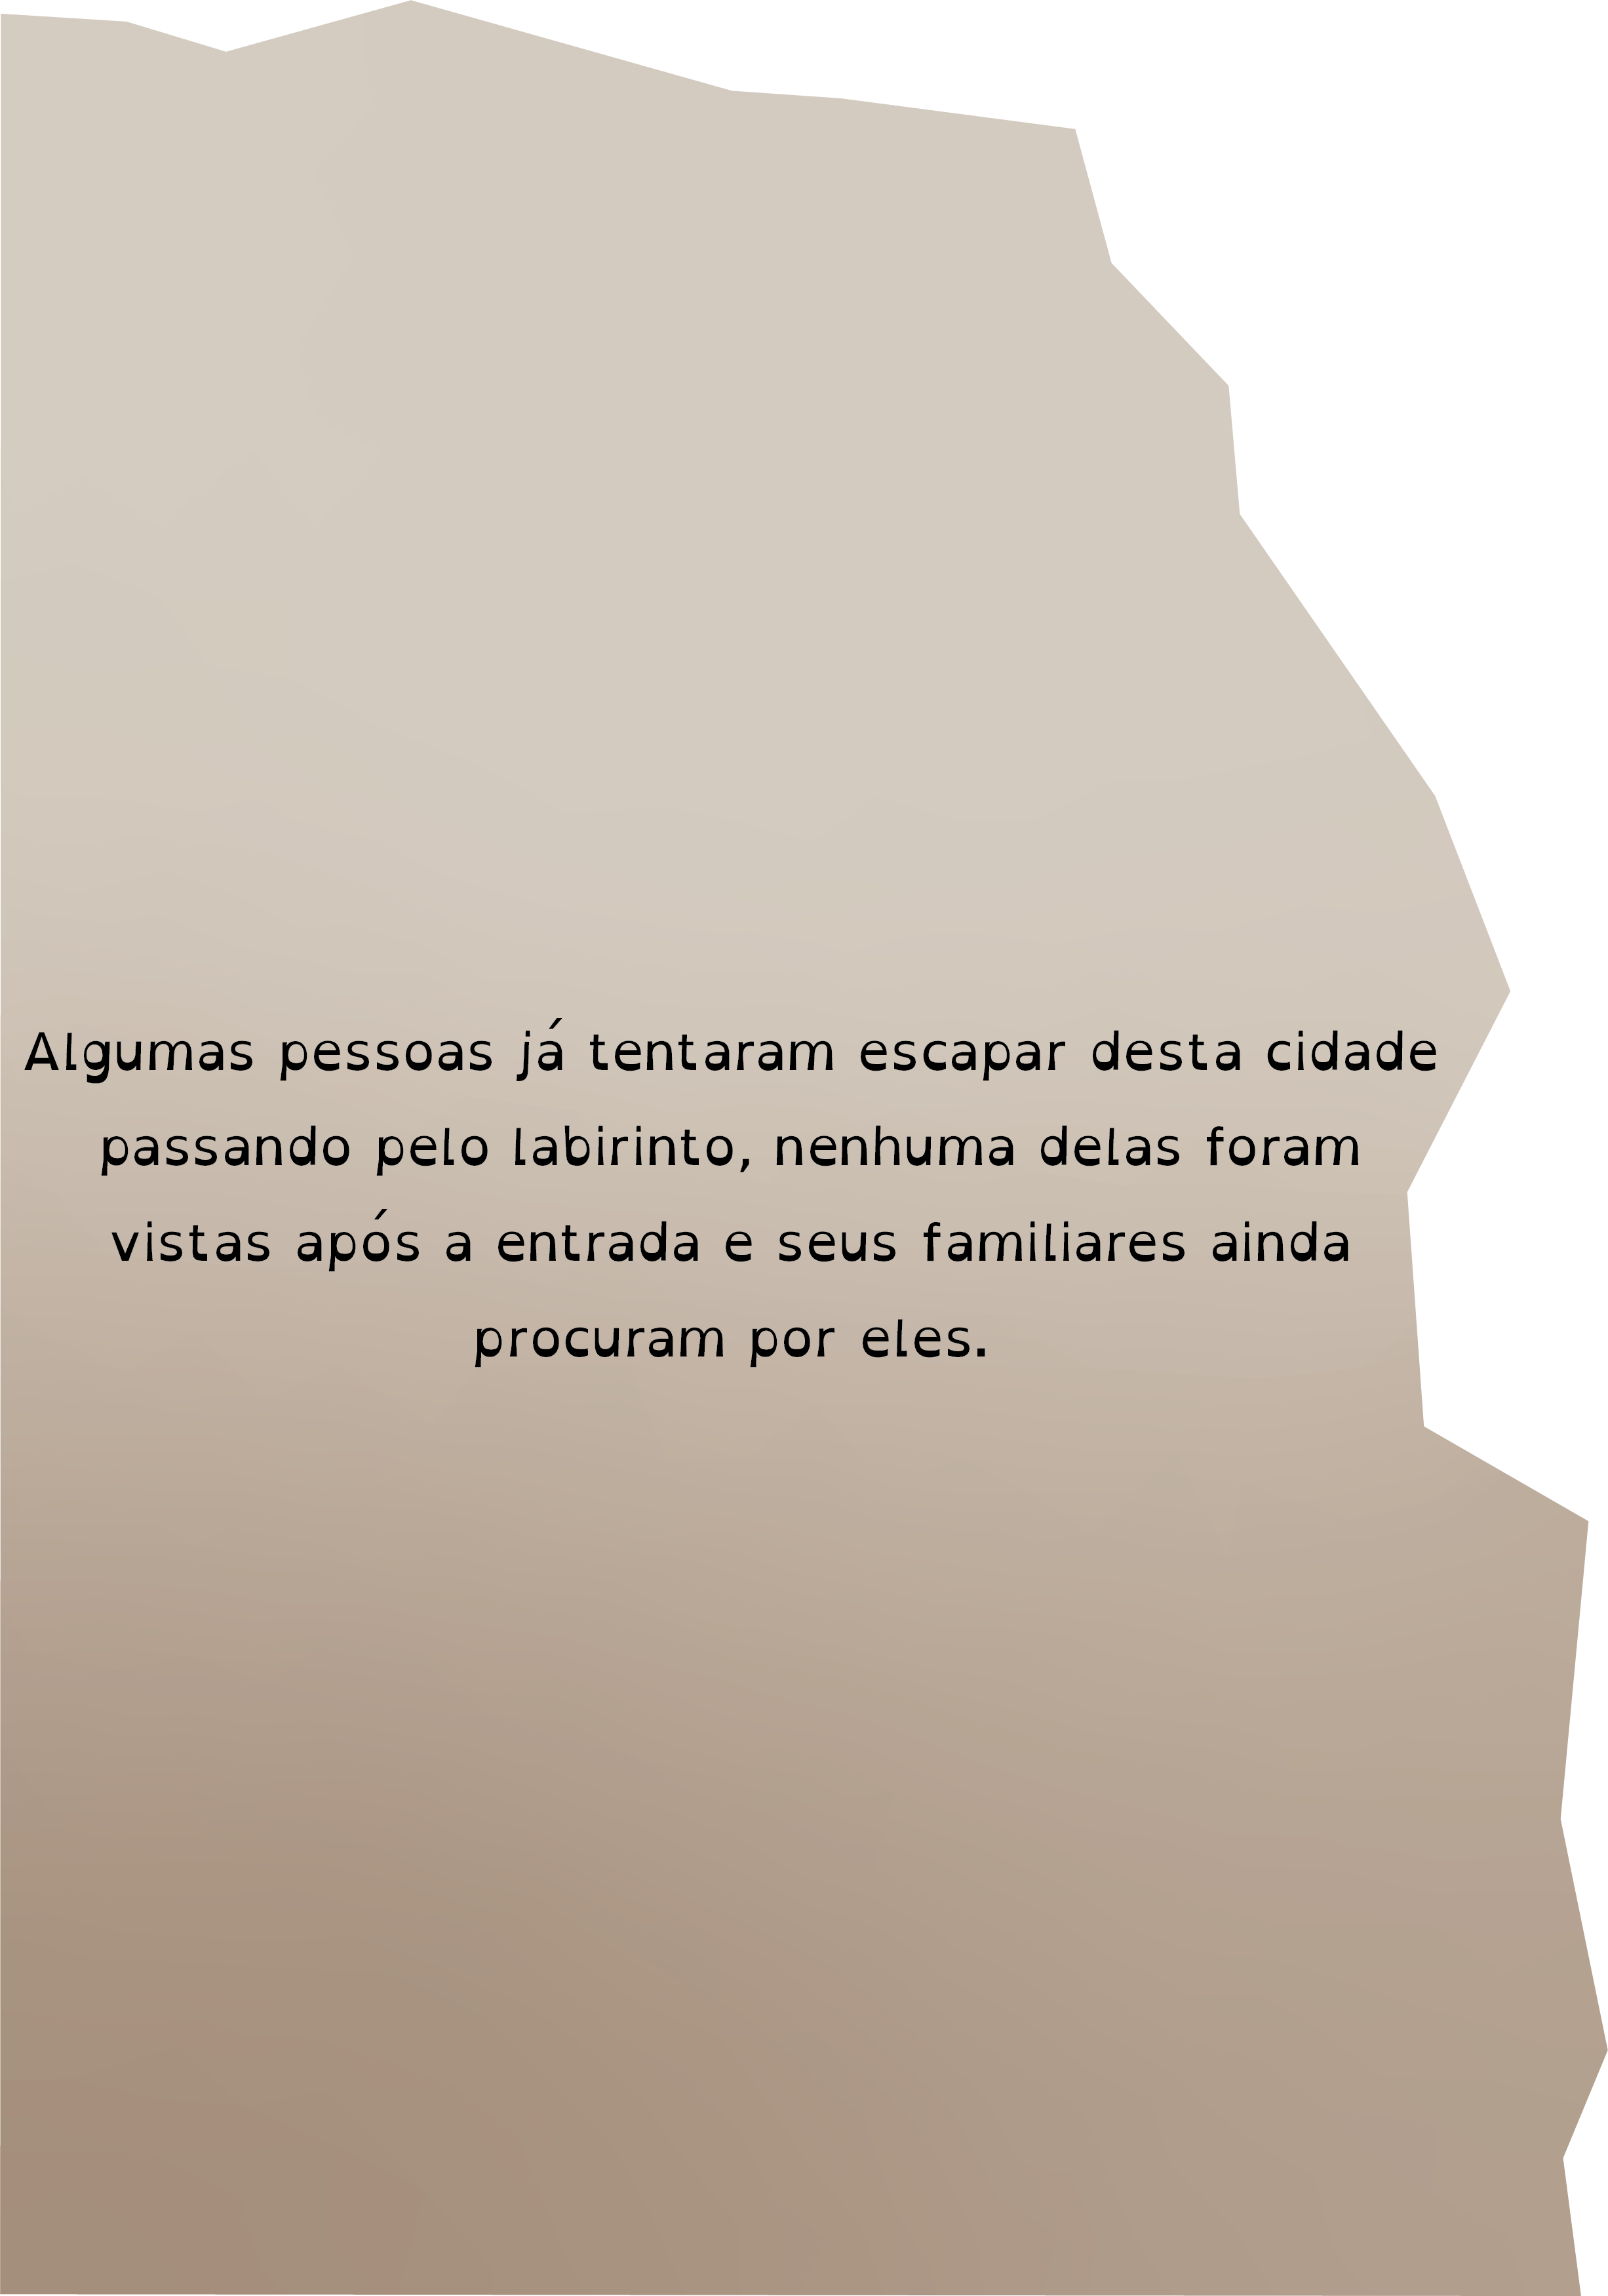 Algumas pessoas já tentaram escapar desta cidade
passando pelo labirinto, nenhuma delas foram
vistas após a entrada e seus familiares ainda
procuram por eles.